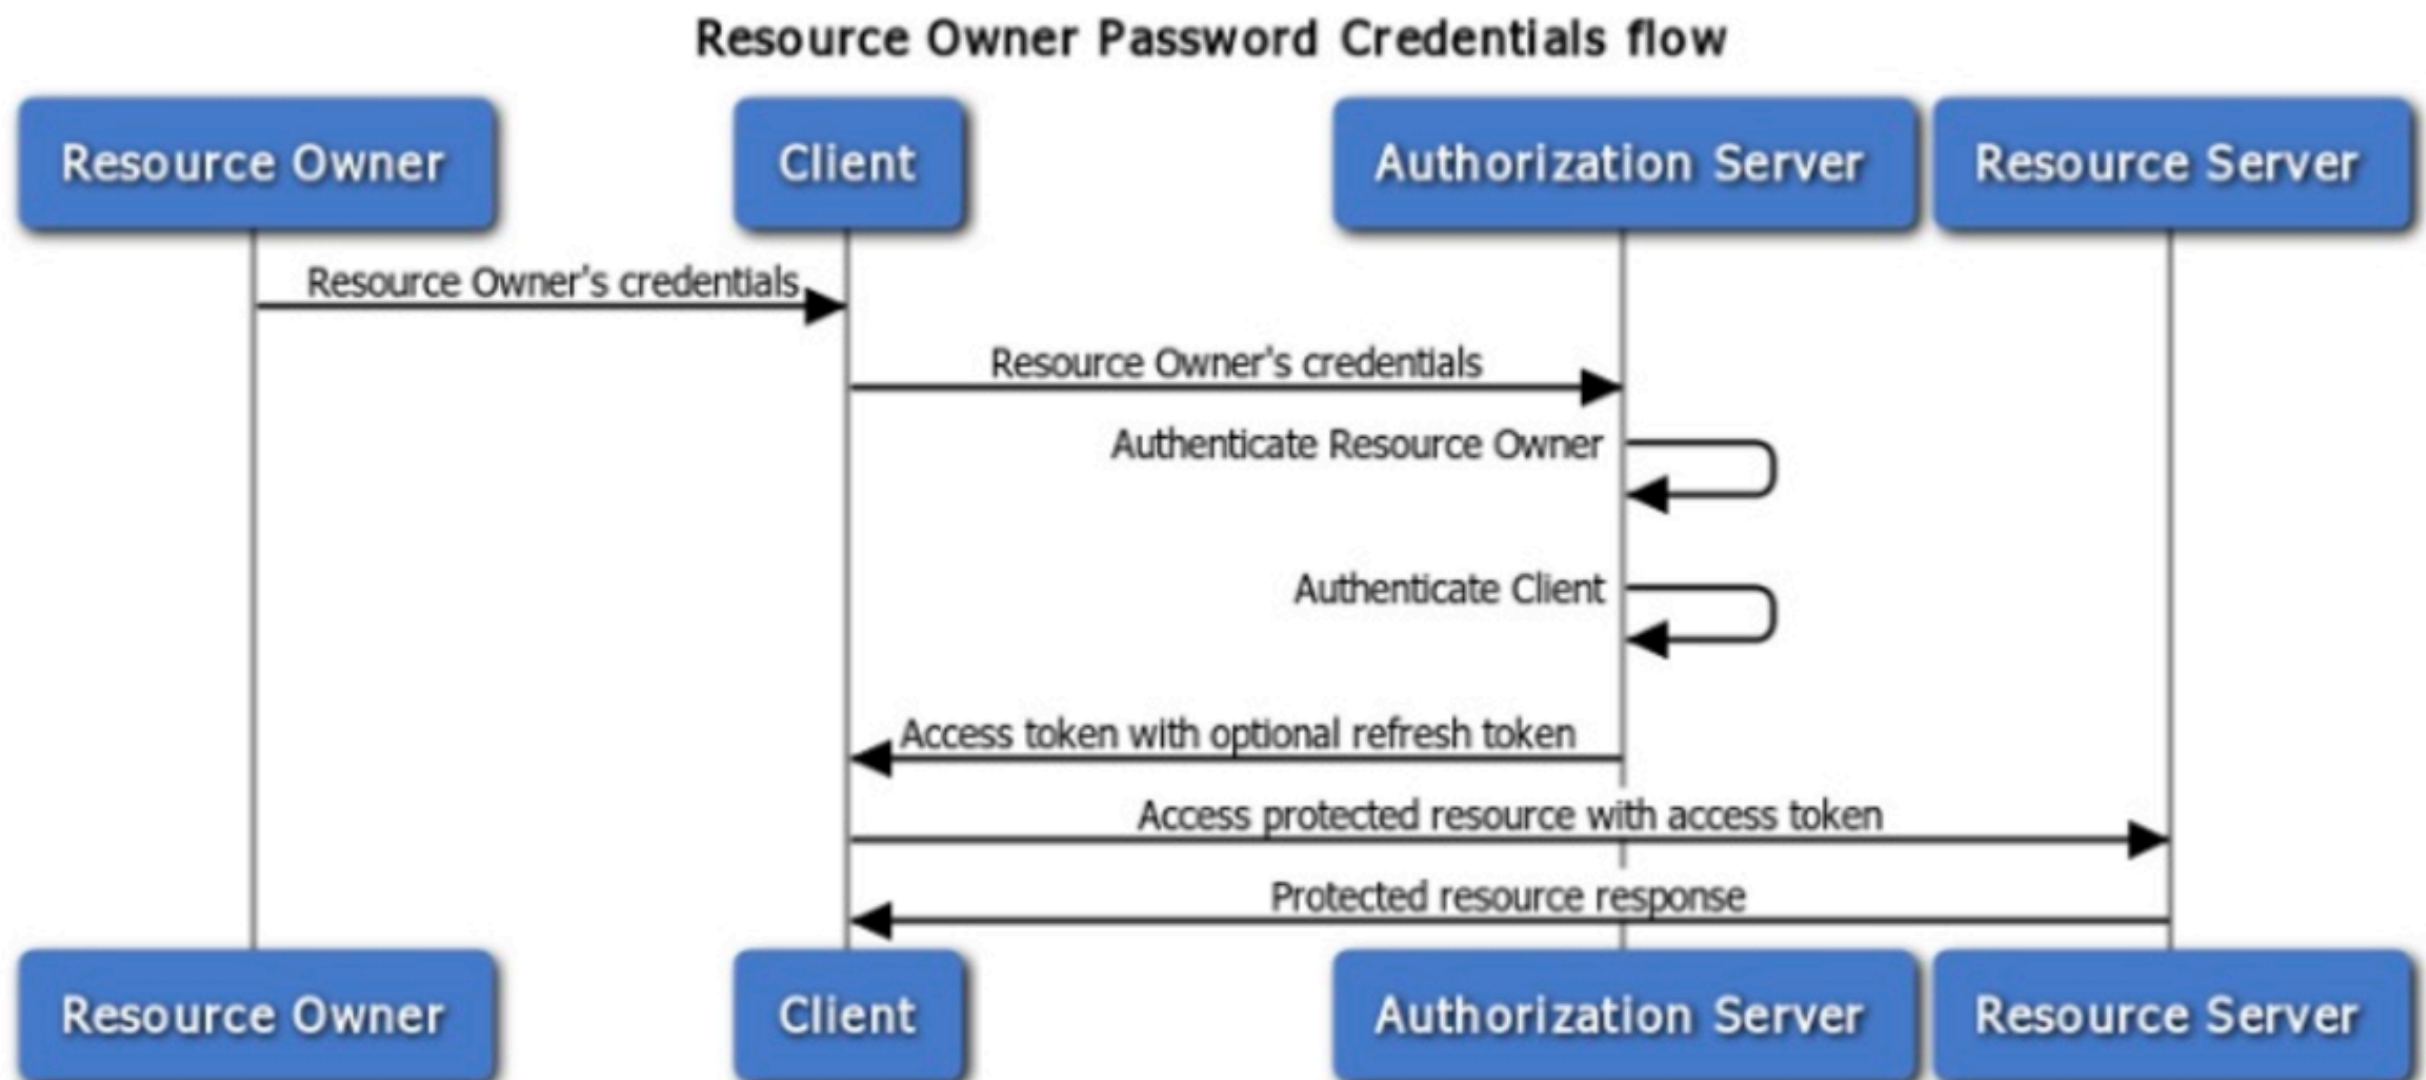 Resource Owner Password Credentials flow
Resource Owner
Client
Authorization Server
Resource Server
Resource Owner's credentials
Resource Owner's credentials
Authenticate Resource Owner
Authenticate Client
Access token with optional refresh token
Access protected resource with access token
Protected resource response
Resource Owner
Client
Authorization Server
Resource Server